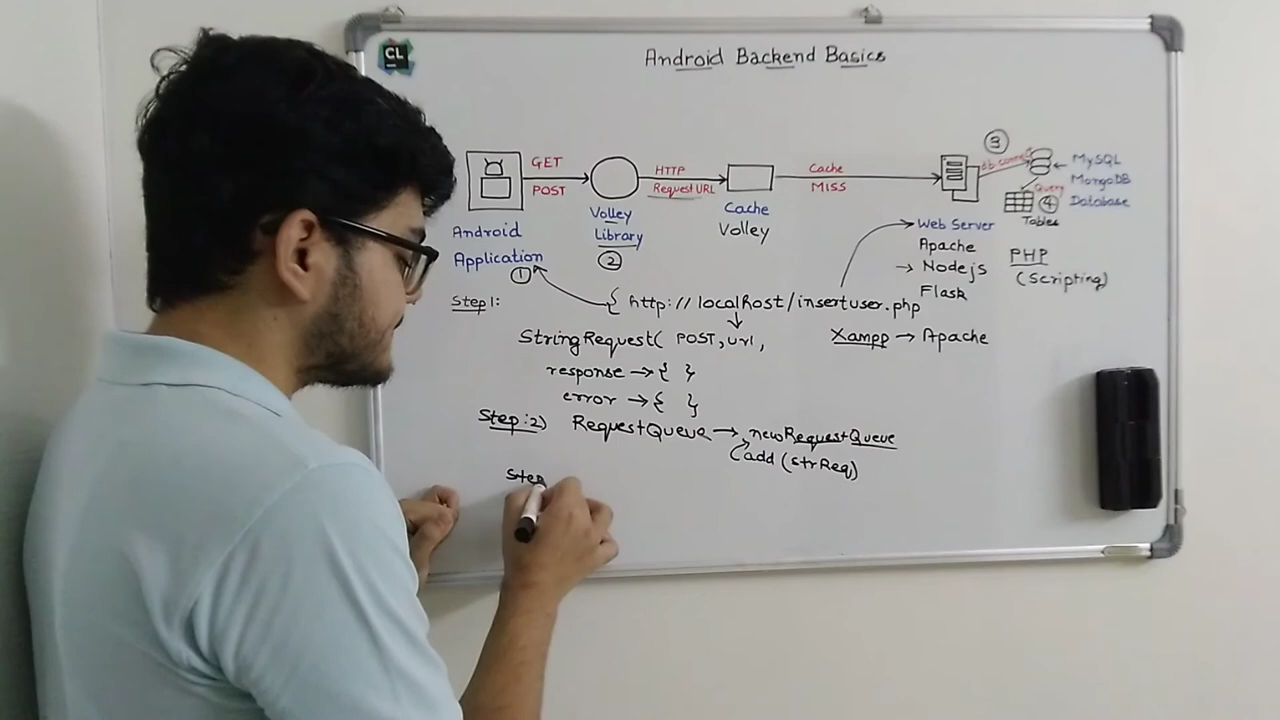 CL
Android Backend Basics
GET
POST
HTTP
Request URL
Cache
MISS
3
db connect
MySQL
MongoDB
Database
Query
4
Tables
Android
Application
1
Volley
Library
2
Cache
Volley
Web Server
Apache
→ Nodejs
Flask
PHP
(Scripting)
Step 1:
{ http://localhost/insertuser.php
StringRequest( POST, url,
Xampp → Apache
response → { }
error → { }
Step:2) RequestQueue → newRequestQueue
add (strReq)
Step